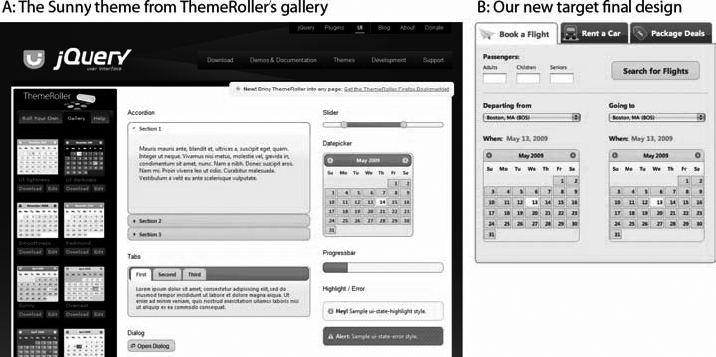 A: The Sunny theme from ThemeRoller's gallery
B: Our new target final design
jQuery Plugins UI Blog About Donate
jQuery
user interface
Download Demos & Documentation Themes Development Support
Need
ThemeRoller into any page: Get the ThemeRoller Firefox Bookmarklet
ThemeRoller
Roll Your Own Gallery Help
UI lightness UI darkness
Download Edit Download Edit
Smoothness Redmond
Download Edit Download Edit
Sunny Overcast
Download Edit Download Edit
Accordion
Section 1
Mauris mauris ante, blandit et, ultrices a, suscipit eget, quam.
Integer ut neque. Vivamus nisi metus, molestie vel, gravida in,
condimentum sit amet, nunc. Nam a nibh. Donec suscipit eros.
Nam mi. Proin viverra leo ut odio. Curabitur malesuada.
Vestibulum a velit eu ante scelerisque vulputate.
Section 2
Section 3
Tabs
First Second Third
Lorem ipsum dolor sit amet, consectetur adipisicing elit, sed do
eiusmod tempor incididunt ut labore et dolore magna aliqua. Ut
enim ad minim veniam, quis nostrud exercitation ullamco laboris nisi
ut aliquip ex ea commodo consequat.
Dialog
Open Dialog
Slider
Datepicker
May 2009
Su Mo Tu We Th Fr Sa
1 2
3 4 5 6 7 8 9
10 11 12 13 14 15 16
17 18 19 20 21 22 23
24 25 26 27 28 29 30
31
Progressbar
Highlight / Error
Hey! Sample ui-state-highlight style.
Alert: Sample ui-state-error style.
Book a Flight Rent a Car Package Deals
Passengers:
Adults Children Seniors
Search for Flights
Departing from
Boston, MA (BOS)
When: May 13, 2009
May 2009
Su Mo Tu We Th Fr Sa
1 2
3 4 5 6 7 8 9
10 11 12 13 14 15 16
17 18 19 20 21 22 23
24 25 26 27 28 29 30
31
Going to
Boston, MA (BOS)
When: May 13, 2009
May 2009
Su Mo Tu We Th Fr Sa
1 2
3 4 5 6 7 8 9
10 11 12 13 14 15 16
17 18 19 20 21 22 23
24 25 26 27 28 29 30
31